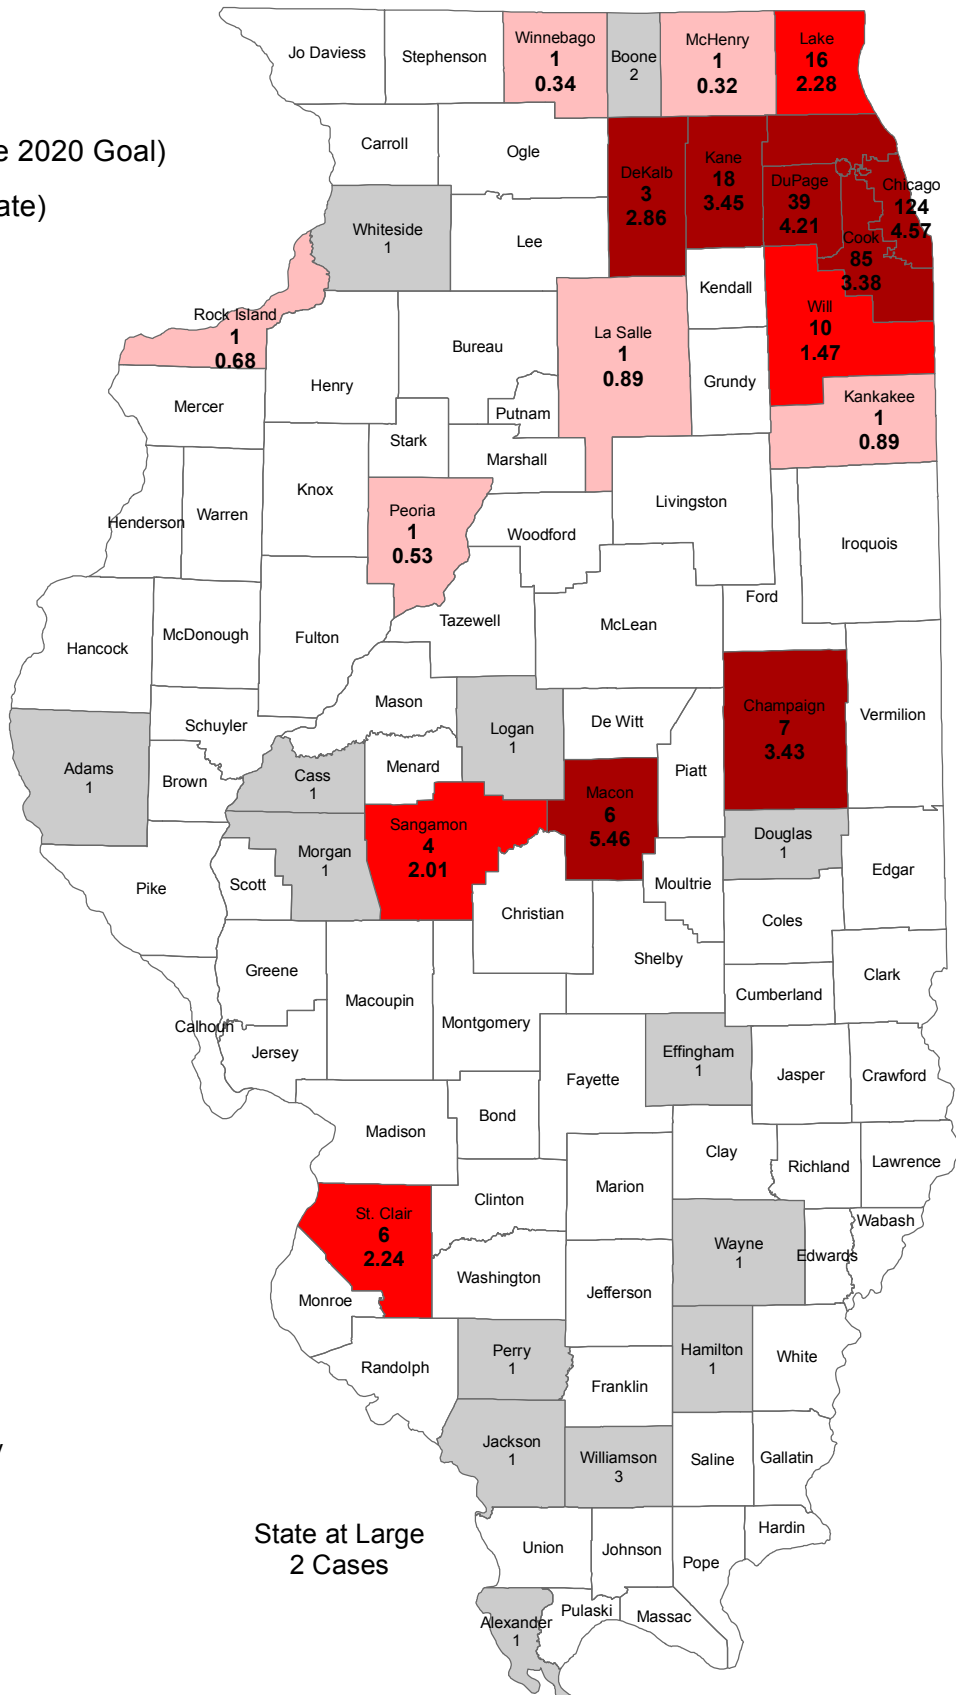 Jo Daviess
Stephenson
Winnebago
1
0.34
Boone
2
McHenry
1
0.32
Lake
16
2.28
e 2020 Goal)
ate)
Carroll
Ogle
DeKalb
3
2.86
Kane
18
3.45
DuPage
39
4.21
Chicago
124
4.57
Cook
85
3.38
Whiteside
1
Lee
Kendall
Rock Island
1
0.68
Bureau
La Salle
1
0.89
Will
10
1.47
Henry
Grundy
Mercer
Putnam
Kankakee
1
0.89
Stark
Marshall
Knox
Livingston
Henderson
Warren
Peoria
1
0.53
Woodford
Iroquois
Ford
Hancock
McDonough
Fulton
Tazewell
McLean
Mason
Schuyler
Logan
1
De Witt
Champaign
7
3.43
Vermilion
Adams
1
Brown
Cass
1
Menard
Piatt
Macon
6
5.46
Sangamon
4
2.01
Douglas
1
Morgan
1
Scott
Pike
Moultrie
Edgar
Christian
Coles
Shelby
Greene
Clark
Cumberland
Macoupin
Montgomery
Calhoun
Jersey
Effingham
1
Fayette
Jasper
Crawford
Bond
Madison
Clay
Richland
Lawrence
Marion
Clinton
St. Clair
6
2.24
Wabash
Wayne
1
Edwards
Washington
Jefferson
Monroe
Perry
1
Hamilton
1
White
Randolph
Franklin
y
Jackson
1
Williamson
3
Saline
Gallatin
State at Large
2 Cases
Hardin
Union
Johnson
Pope
Alexander
1
Pulaski
Massac